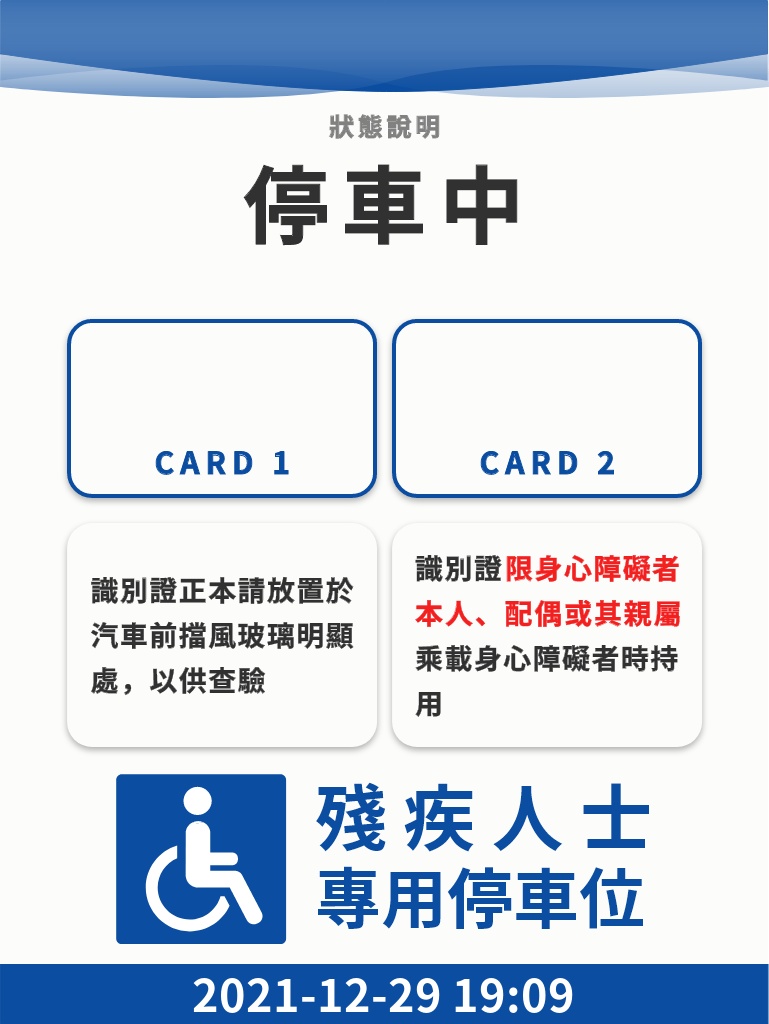 狀態說明
停車中
CARD 1
CARD 2
識別證正本請放置於
汽車前擋風玻璃明顯
處，以供查驗
識別證限身心障礙者
本人、配偶或其親屬
乘載身心障礙者時持
用
殘疾人士
專用停車位
2021-12-29 19:09